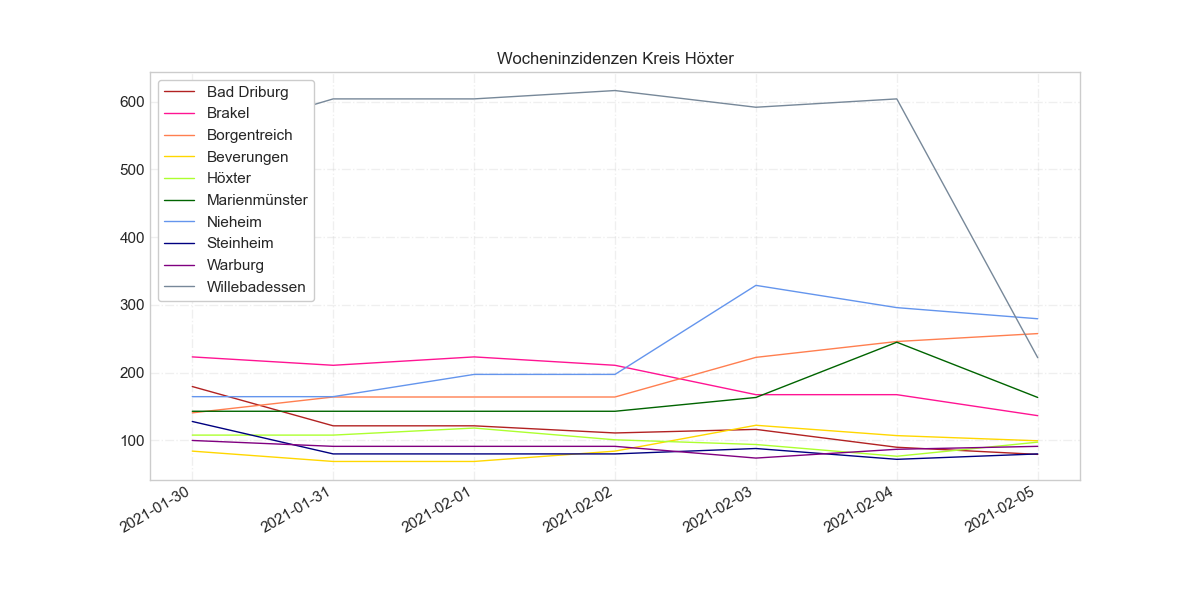 Wocheninzidenzen Kreis Höxter
600
500
400
300
200
100
Bad Driburg
Brakel
Borgentreich
Beverungen
Höxter
Marienmünster
Nieheim
Steinheim
Warburg
Willebadessen
2021-01-30
2021-01-31
2021-02-01
2021-02-02
2021-02-03
2021-02-04
2021-02-05